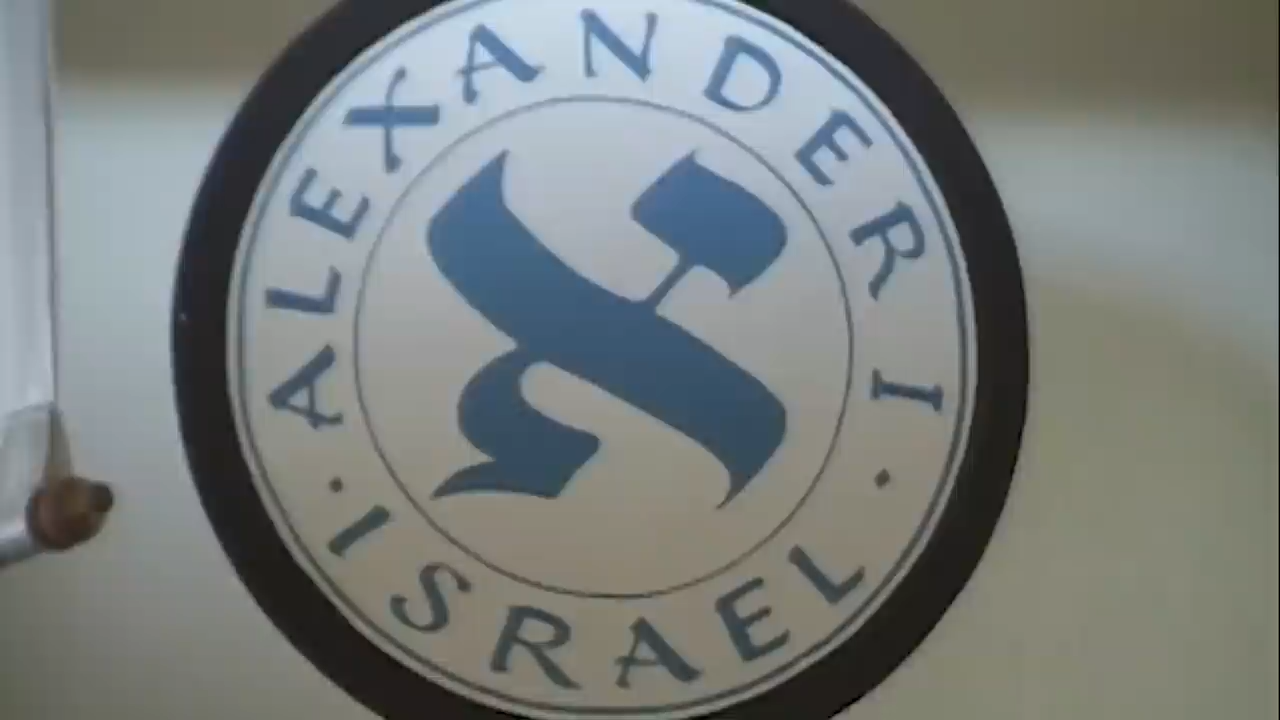 ALEXANDER I
א
· ISRAEL ·